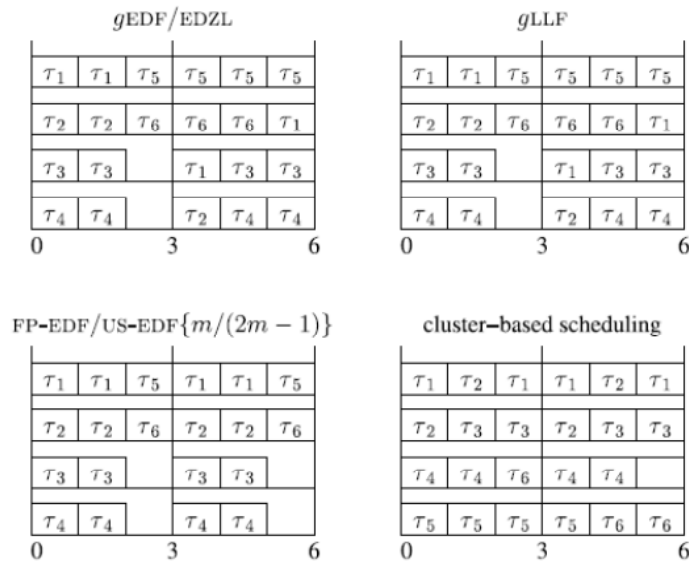 gEDF/EDZL
τ1 τ1 τ5 τ5 τ5 τ5
τ2 τ2 τ6 τ6 τ6 τ1
τ3 τ3 τ1 τ3 τ3
τ4 τ4 τ2 τ4 τ4
0 3 6
gLLF
τ1 τ1 τ5 τ5 τ5 τ5
τ2 τ2 τ6 τ6 τ6 τ1
τ3 τ3 τ1 τ3 τ3
τ4 τ4 τ2 τ4 τ4
0 3 6
FP-EDF/US-EDF{m/(2m − 1)}
τ1 τ1 τ5 τ1 τ1 τ5
τ2 τ2 τ6 τ2 τ2 τ6
τ3 τ3 τ3 τ3
τ4 τ4 τ4 τ4
0 3 6
cluster–based scheduling
τ1 τ2 τ1 τ1 τ2 τ1
τ2 τ3 τ3 τ2 τ3 τ3
τ4 τ4 τ6 τ4 τ4
τ5 τ5 τ5 τ5 τ6 τ6
0 3 6